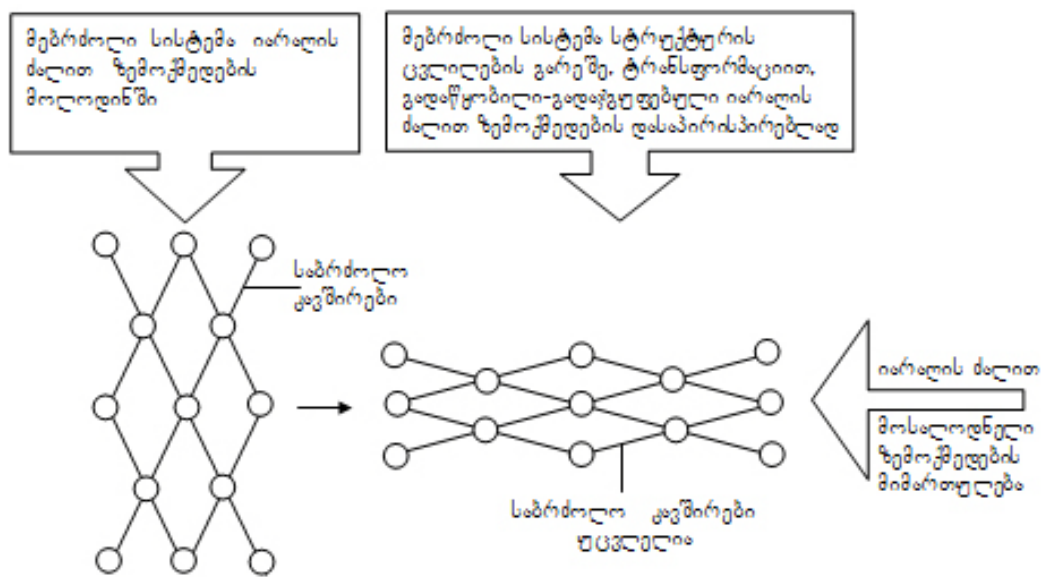 მებრძოლი სისტემა იარაღის
ძალით ზემოქმედების
მოლოდინში
მებრძოლი სისტემა სტრუქტურის
ცვლილების გარეშე, ტრანსფორმაციით,
გადაწყობილი-გადაჯგუფებული იარაღის
ძალით ზემოქმედების დასაპირისპირებლად
საბრძოლო
კავშირები
იარაღის ძალით
მოსალოდნელი
ზემოქმედების
მიმართულება
საბრძოლო კავშირები
უცვლელია